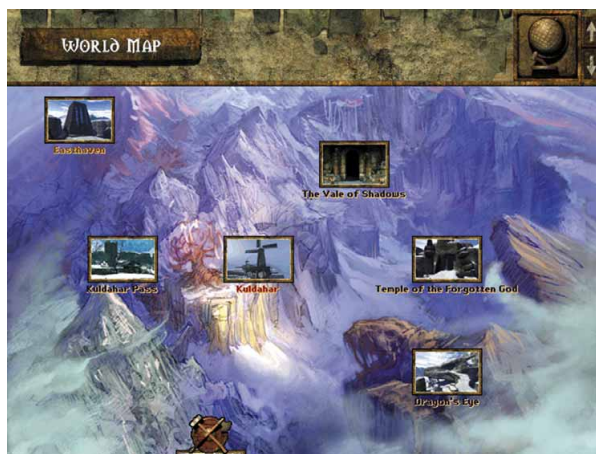 World Map
Easthaven
The Vale of Shadows
Kuldahar Pass
Kuldahar
Temple of the Forgotten God
Dragon's Eye